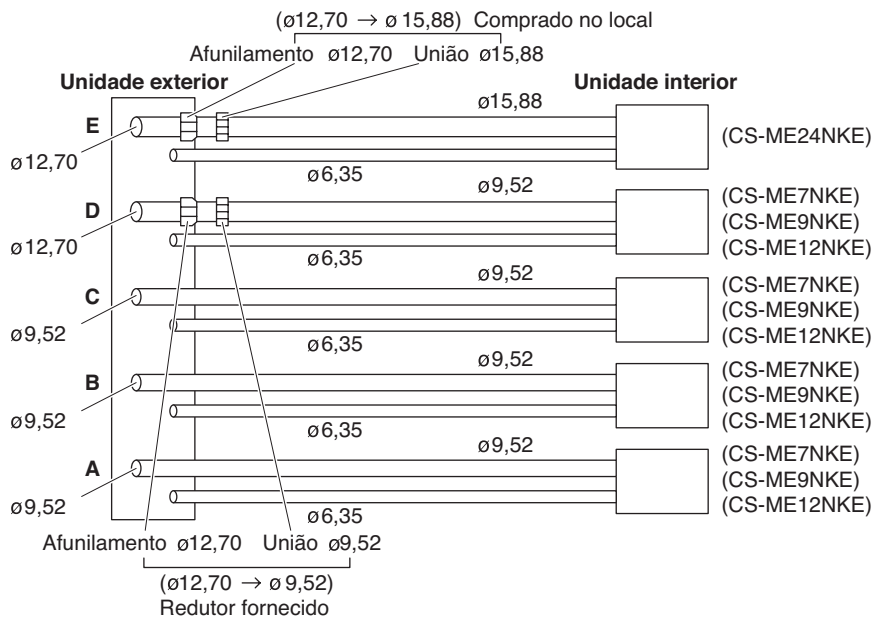 (ø12,70 → ø 15,88) Comprado no local
Afunilamento ø12,70 União ø15,88
Unidade exterior
Unidade interior
ø15,88
E
(CS-ME24NKE)
ø12,70
ø6,35
ø9,52
(CS-ME7NKE)
D
(CS-ME9NKE)
ø12,70
(CS-ME12NKE)
ø6,35
ø9,52
(CS-ME7NKE)
C
(CS-ME9NKE)
ø9,52
(CS-ME12NKE)
ø6,35
ø9,52
(CS-ME7NKE)
B
(CS-ME9NKE)
ø9,52
(CS-ME12NKE)
ø6,35
ø9,52
(CS-ME7NKE)
A
(CS-ME9NKE)
ø9,52
(CS-ME12NKE)
ø6,35
Afunilamento ø12,70 União ø9,52
(ø12,70 → ø 9,52)
Redutor fornecido